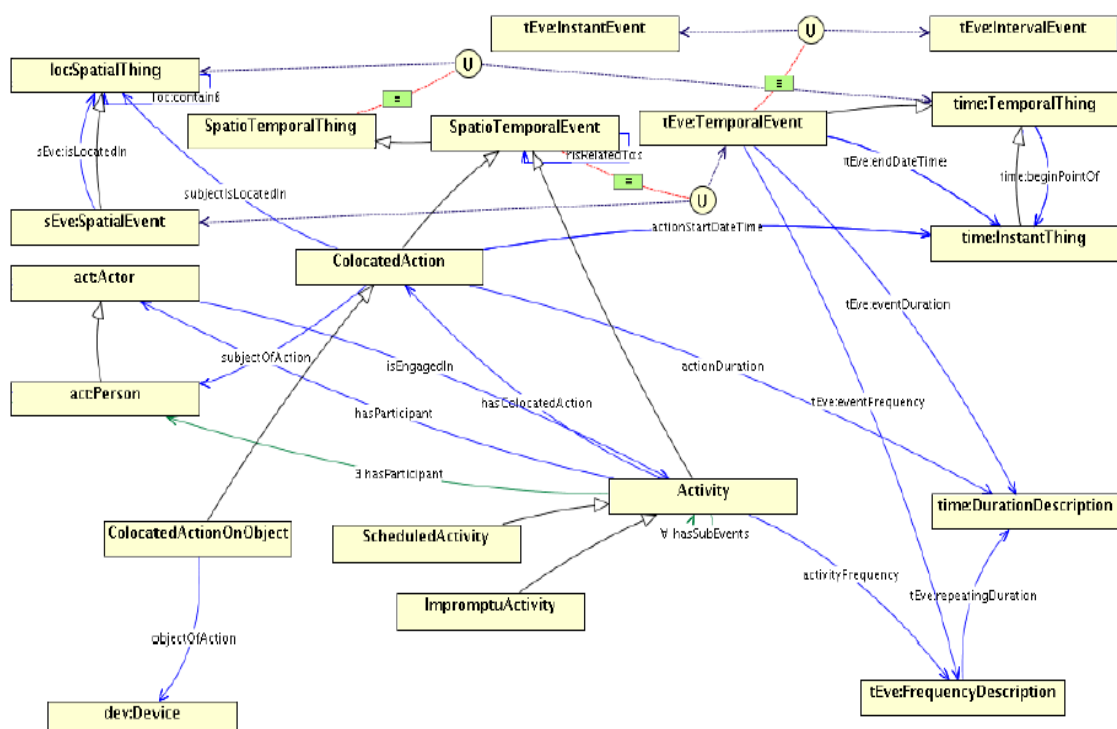 tEve:InstantEvent
U
tEve:IntervalEvent
loc:SpatialThing
U
loc:contains
≡
≡
time:TemporalThing
SpatioTemporalThing
SpatioTemporalEvent
tEve:TemporalEvent
sEve:isLocatedIn
tEve:endDateTime
time:beginPointOf
≡
subjectIsLocatedIn
U
sEve:SpatialEvent
actionStartDateTime
time:InstantThing
ColocatedAction
act:Actor
tEve:eventDuration
subjectOfAction
isEngagedIn
actionDuration
act:Person
hasParticipant
hasColocatedAction
tEve:eventFrequency
∃ hasParticipant
Activity
time:DurationDescription
ColocatedActionOnObject
ScheduledActivity
∀ hasSubEvents
activityFrequency
tEve:repeatingDuration
ImpromptuActivity
objectOfAction
tEve:FrequencyDescription
dev:Device